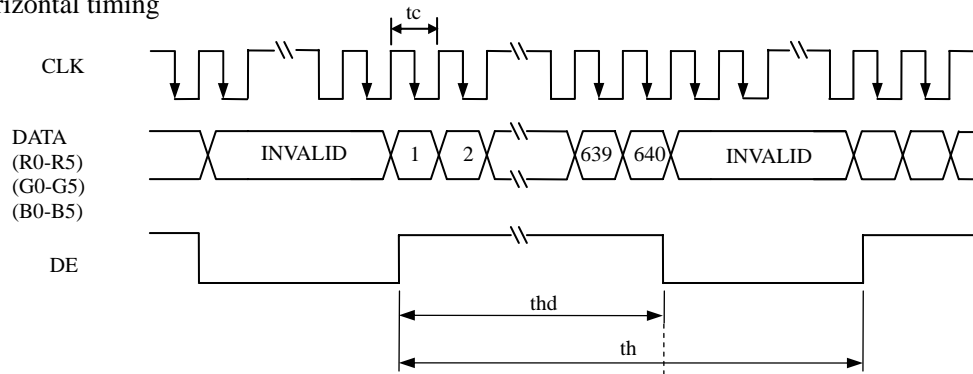 rizontal timing
tc
CLK
DATA
(R0-R5)
(G0-G5)
(B0-B5)
INVALID 1 2 639 640 INVALID
DE
thd
th